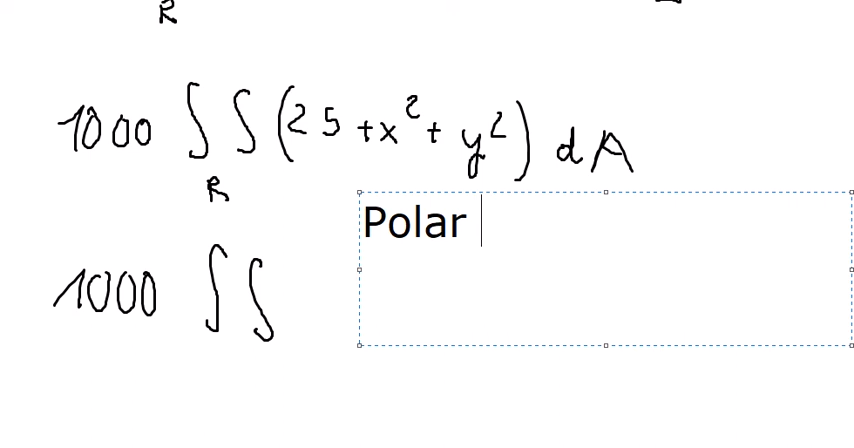 R
1000 ∫∫ (25 + x² + y²) dA
R
Polar
1000 ∫∫